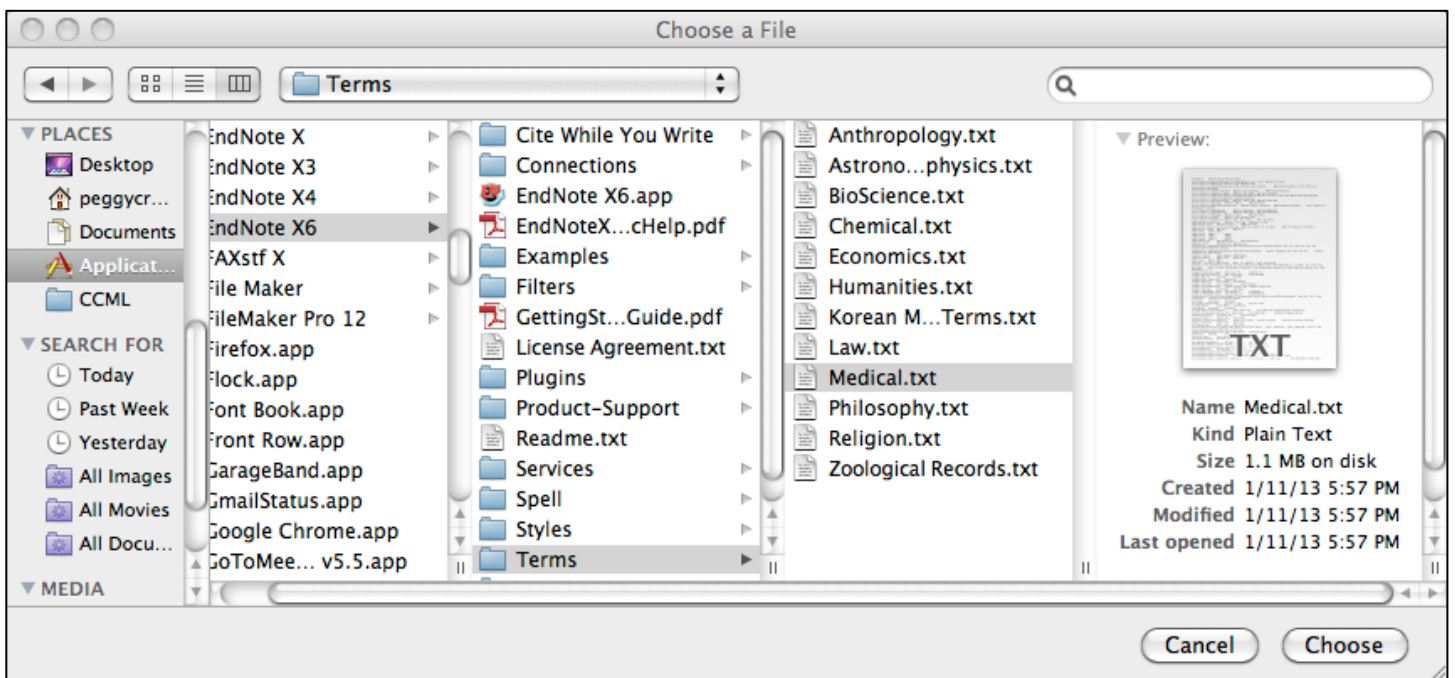 Choose a File
Terms
PLACES
Desktop
peggycr...
Documents
Applicat...
CCML
SEARCH FOR
Today
Past Week
Yesterday
All Images
All Movies
All Docu...
MEDIA
EndNote X
EndNote X3
EndNote X4
EndNote X6
FAXstf X
File Maker
FileMaker Pro 12
Firefox.app
Flock.app
Font Book.app
Front Row.app
GarageBand.app
GmailStatus.app
Google Chrome.app
GoToMee... v5.5.app
Cite While You Write
Connections
EndNote X6.app
EndNoteX...cHelp.pdf
Examples
Filters
GettingSt...Guide.pdf
License Agreement.txt
Plugins
Product-Support
Readme.txt
Services
Spell
Styles
Terms
Anthropology.txt
Astrono...physics.txt
BioScience.txt
Chemical.txt
Economics.txt
Humanities.txt
Korean M...Terms.txt
Law.txt
Medical.txt
Philosophy.txt
Religion.txt
Zoological Records.txt
Preview:
TXT
Name Medical.txt
Kind Plain Text
Size 1.1 MB on disk
Created 1/11/13 5:57 PM
Modified 1/11/13 5:57 PM
Last opened 1/11/13 5:57 PM
Cancel
Choose